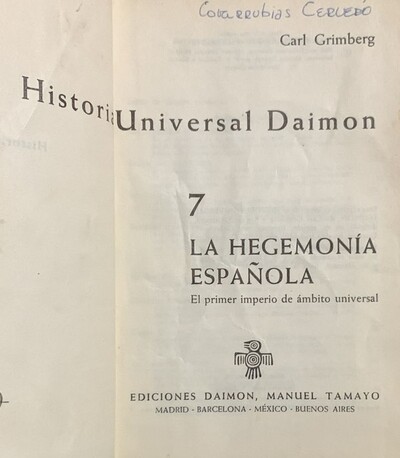 Covarrubias CERVEDÓ
Carl Grimberg
Historia Universal Daimon
7
LA HEGEMONÍA
ESPAÑOLA
El primer imperio de ámbito universal
EDICIONES DAIMON, MANUEL TAMAYO
MADRID - BARCELONA - MÉXICO - BUENOS AIRES